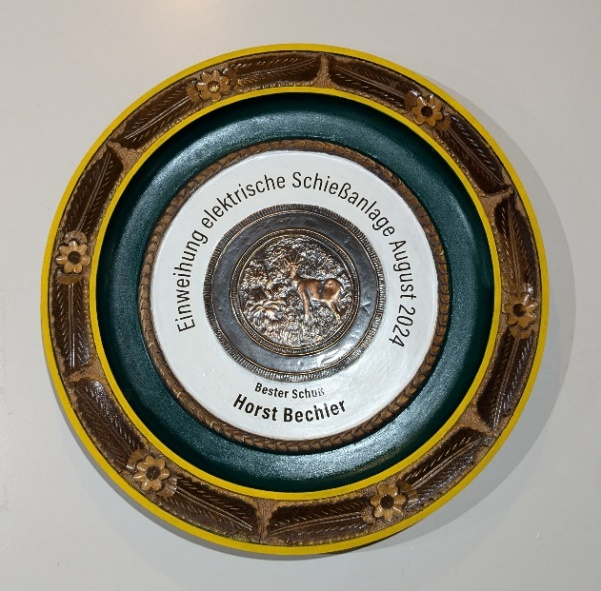 Einweihung elektrische Schießanlage August 2024
Bester Schuß
Horst Bechler